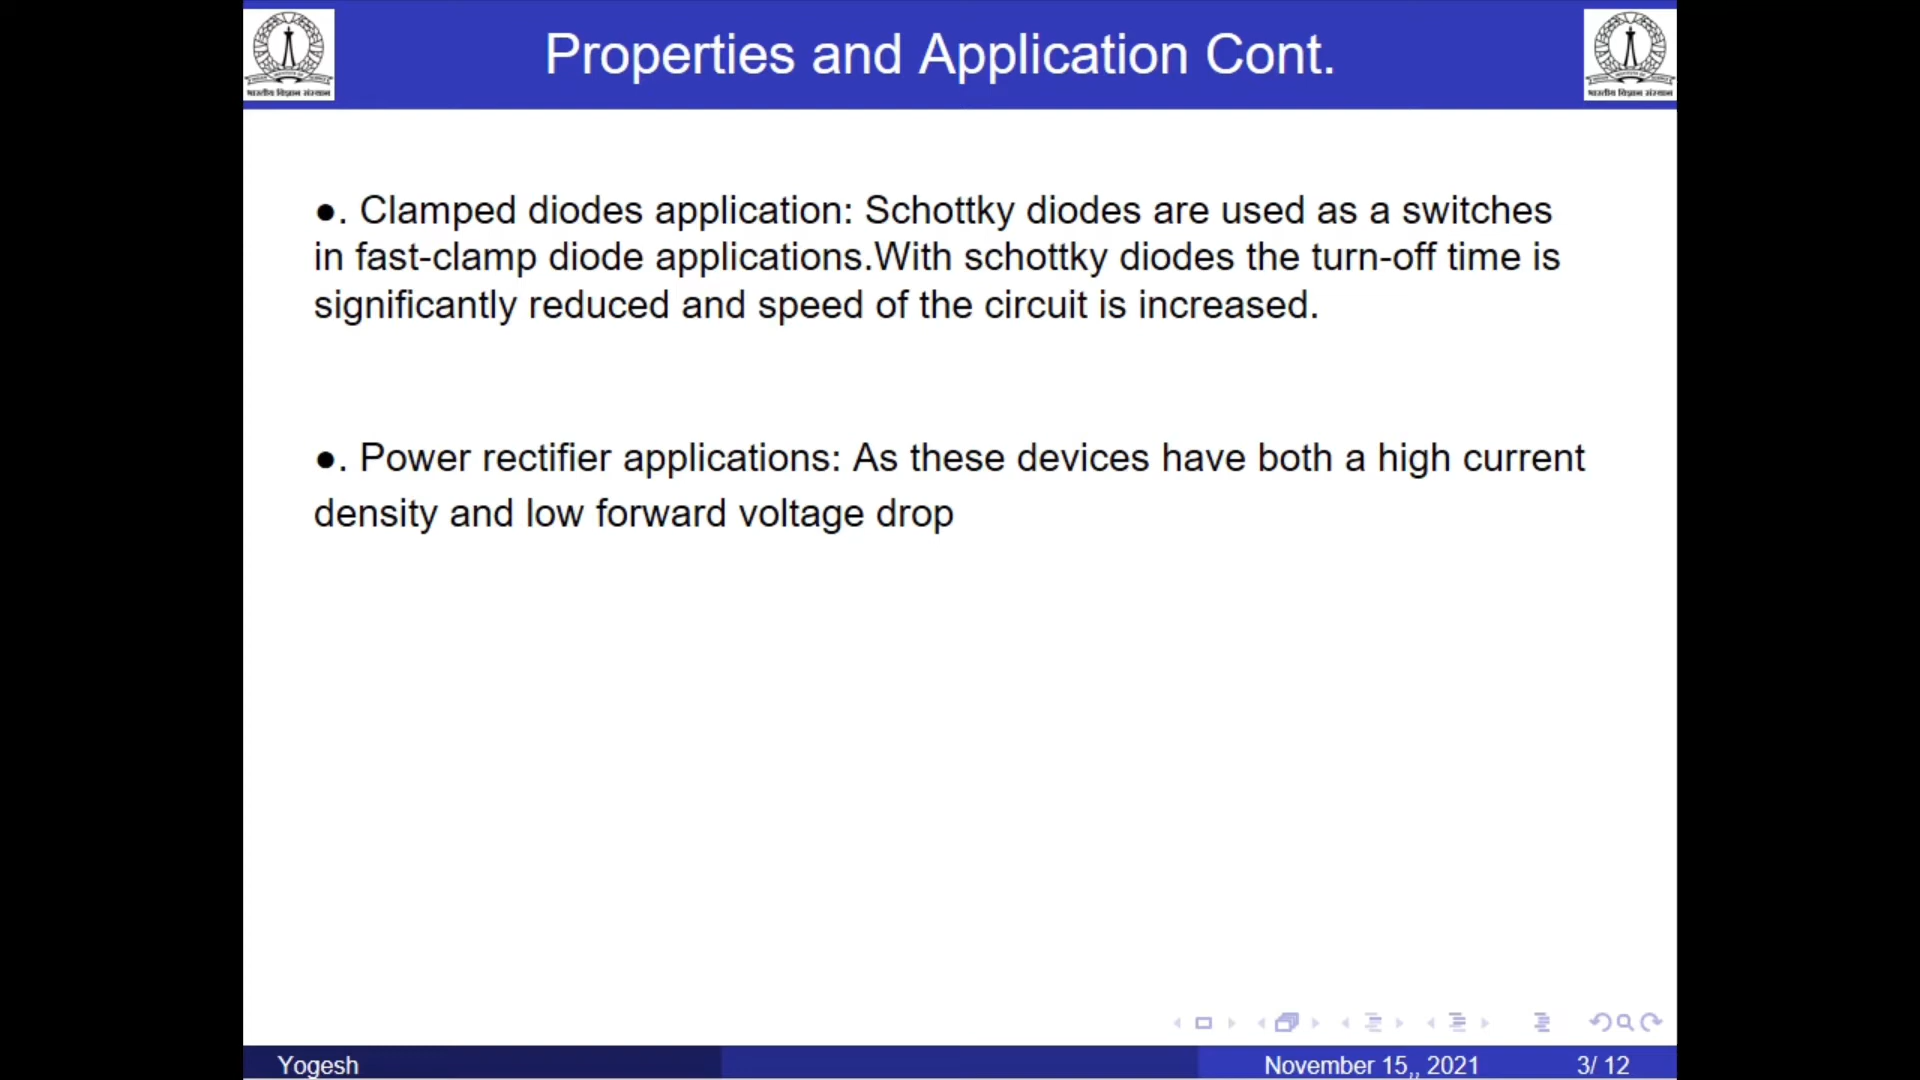 Properties and Application Cont.
भारतीय विज्ञान संस्थान
भारतीय विज्ञान संस्थान
●. Clamped diodes application: Schottky diodes are used as a switches
in fast-clamp diode applications.With schottky diodes the turn-off time is
significantly reduced and speed of the circuit is increased.
●. Power rectifier applications: As these devices have both a high current
density and low forward voltage drop
Yogesh
November 15,, 2021
3/ 12